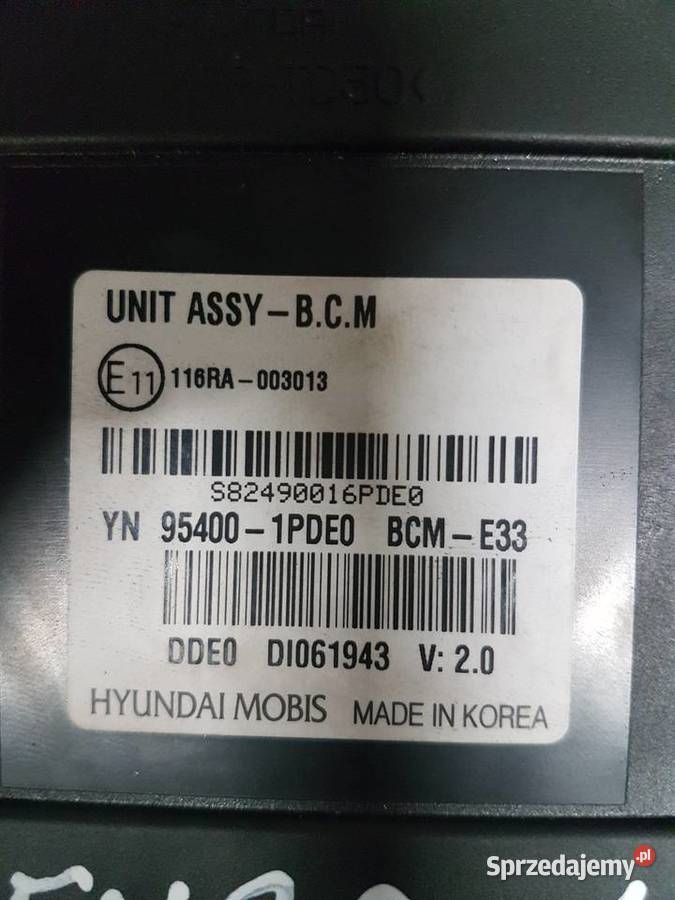 UNIT ASSY-B.C.M
E11 116RA-003013
S82490016PDE0
YN 95400-1PDE0 BCM-E33
DDE0 DI061943 V: 2.0
HYUNDAI MOBIS MADE IN KOREA
Sprzedajemy.pl